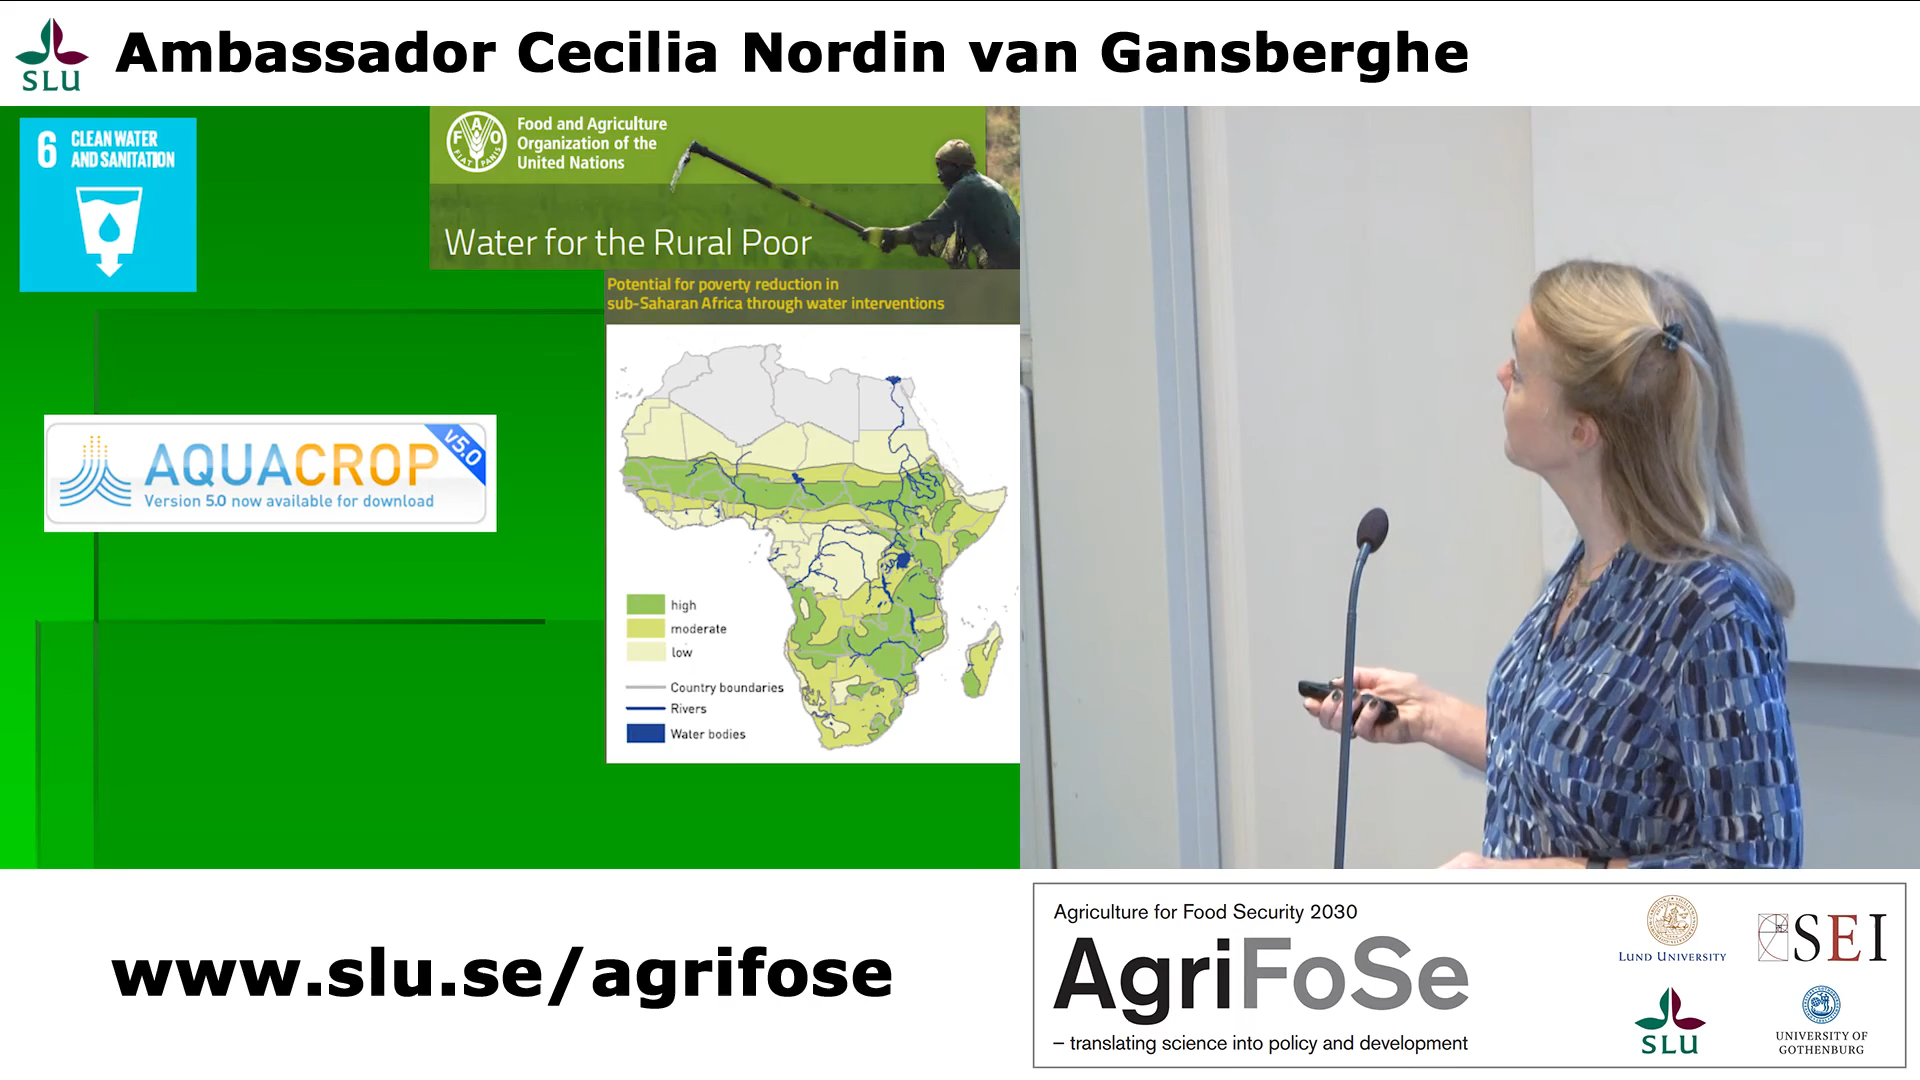 SLU
Ambassador Cecilia Nordin van Gansberghe
6 CLEAN WATER
AND SANITATION
FAO
FIAT PANIS
Food and Agriculture
Organization of the
United Nations
Water for the Rural Poor
Potential for poverty reduction in
sub-Saharan Africa through water interventions
AQUACROP
v5.0
Version 5.0 now available for download
high
moderate
low
Country boundaries
Rivers
Water bodies
www.slu.se/agrifose
Agriculture for Food Security 2030
AgriFoSe
– translating science into policy and development
LUND UNIVERSITY
SEI
SLU
UNIVERSITY OF
GOTHENBURG